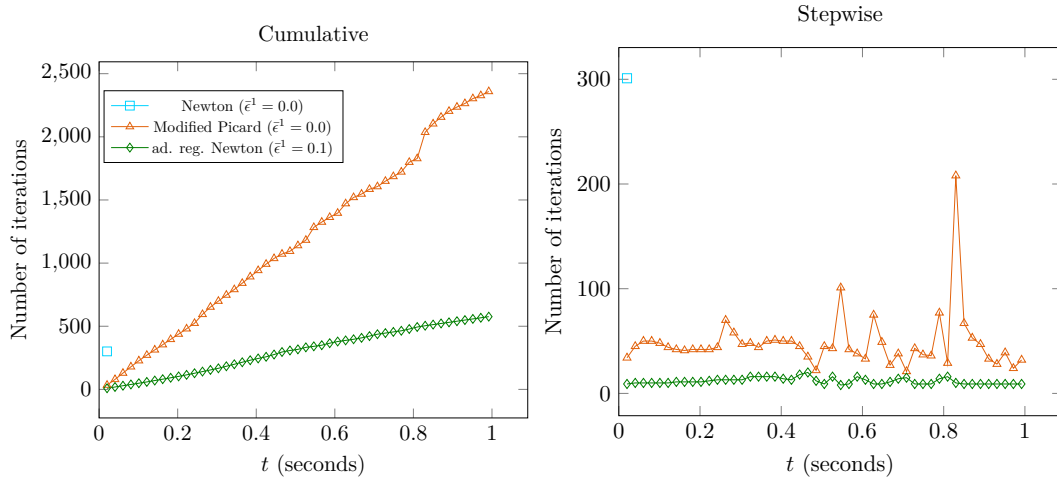 Cumulative
2,500
2,000
1,500
1,000
500
0
Number of iterations
Newton (ε̄¹ = 0.0)
Modified Picard (ε̄¹ = 0.0)
ad. reg. Newton (ε̄¹ = 0.1)
0 0.2 0.4 0.6 0.8 1
t (seconds)
Stepwise
300
200
100
0
Number of iterations
0 0.2 0.4 0.6 0.8 1
t (seconds)